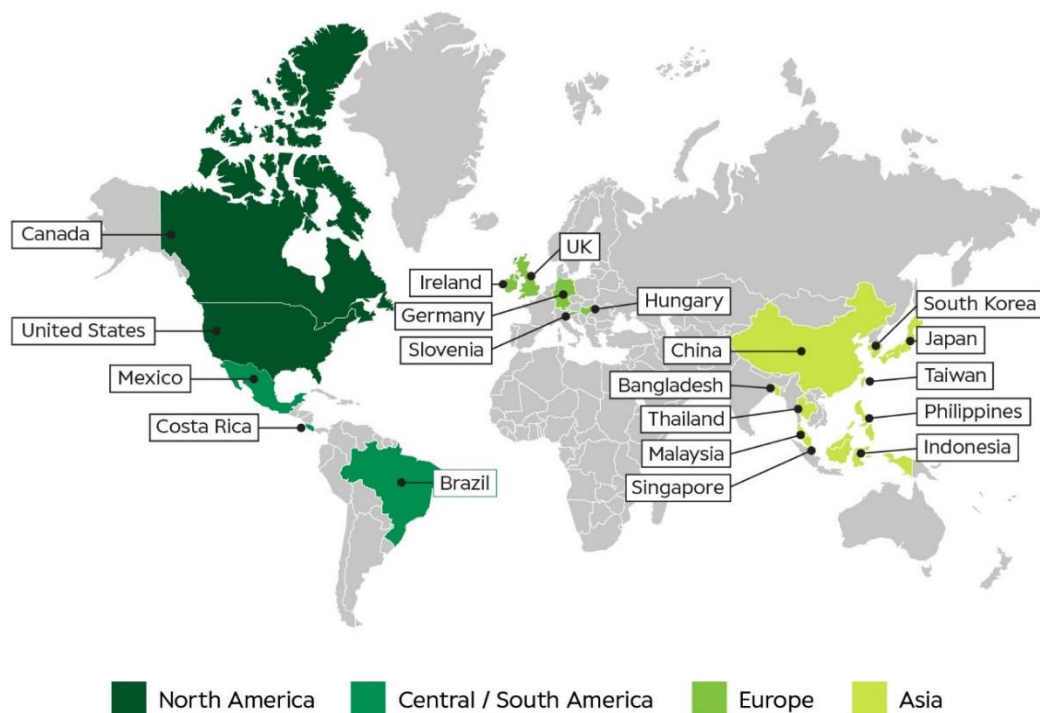 Canada
UK
Ireland
Germany
Hungary
South Korea
United States
Slovenia
China
Japan
Mexico
Bangladesh
Taiwan
Costa Rica
Thailand
Philippines
Malaysia
Indonesia
Brazil
Singapore
North America
Central / South America
Europe
Asia